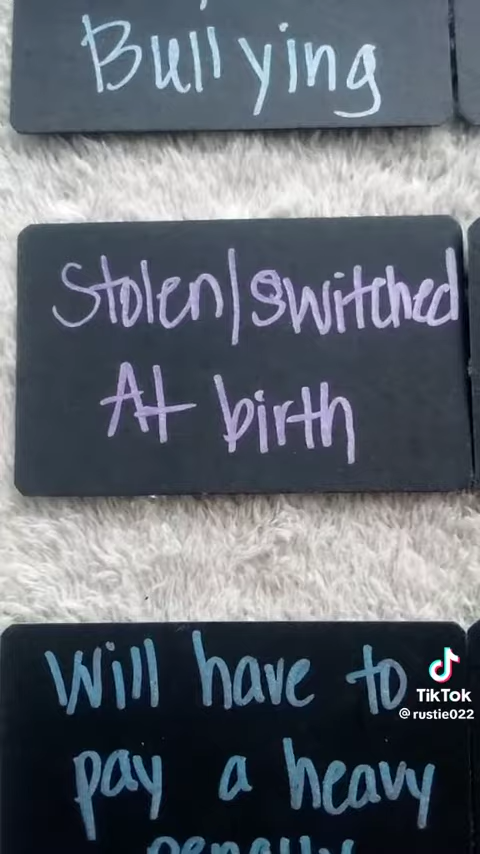 Bullying
Stolen/switched
At birth
Will have to
pay a heavy
TikTok
@rustie022